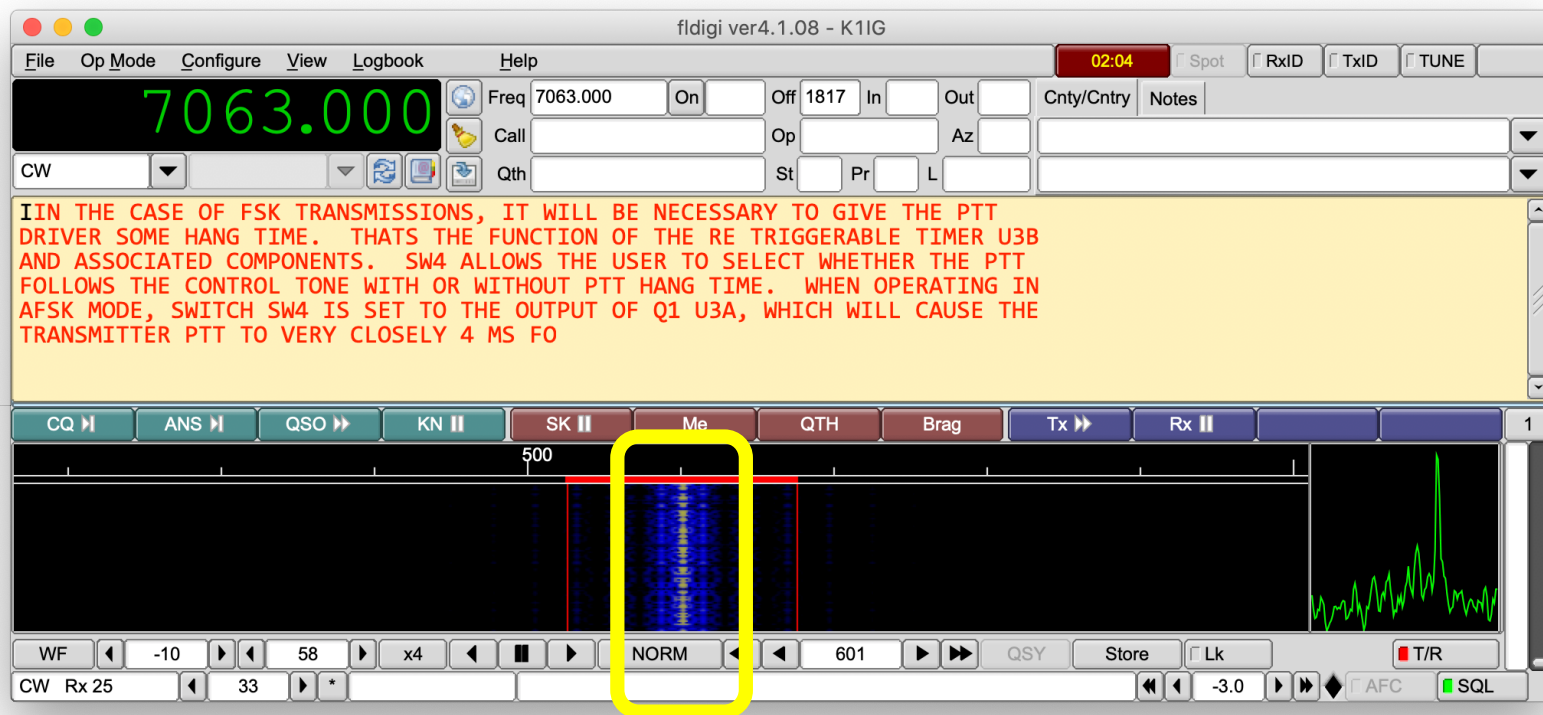 fldigi ver4.1.08 - K1IG
File Op Mode Configure View Logbook Help 02:04 Spot RxID TxID TUNE
7063.000 Freq 7063.000 On Off 1817 In Out Cnty/Cntry Notes
Call Op Az
CW Qth St Pr L
IIN THE CASE OF FSK TRANSMISSIONS, IT WILL BE NECESSARY TO GIVE THE PTT
DRIVER SOME HANG TIME.  THATS THE FUNCTION OF THE RE TRIGGERABLE TIMER U3B
AND ASSOCIATED COMPONENTS.  SW4 ALLOWS THE USER TO SELECT WHETHER THE PTT
FOLLOWS THE CONTROL TONE WITH OR WITHOUT PTT HANG TIME.  WHEN OPERATING IN
AFSK MODE, SWITCH SW4 IS SET TO THE OUTPUT OF Q1 U3A, WHICH WILL CAUSE THE
TRANSMITTER PTT TO VERY CLOSELY 4 MS FO
CQ ANS QSO KN SK Me QTH Brag Tx Rx 1
500
WF -10 58 x4 NORM 601 QSY Store Lk T/R
CW Rx 25 33 * -3.0 AFC SQL